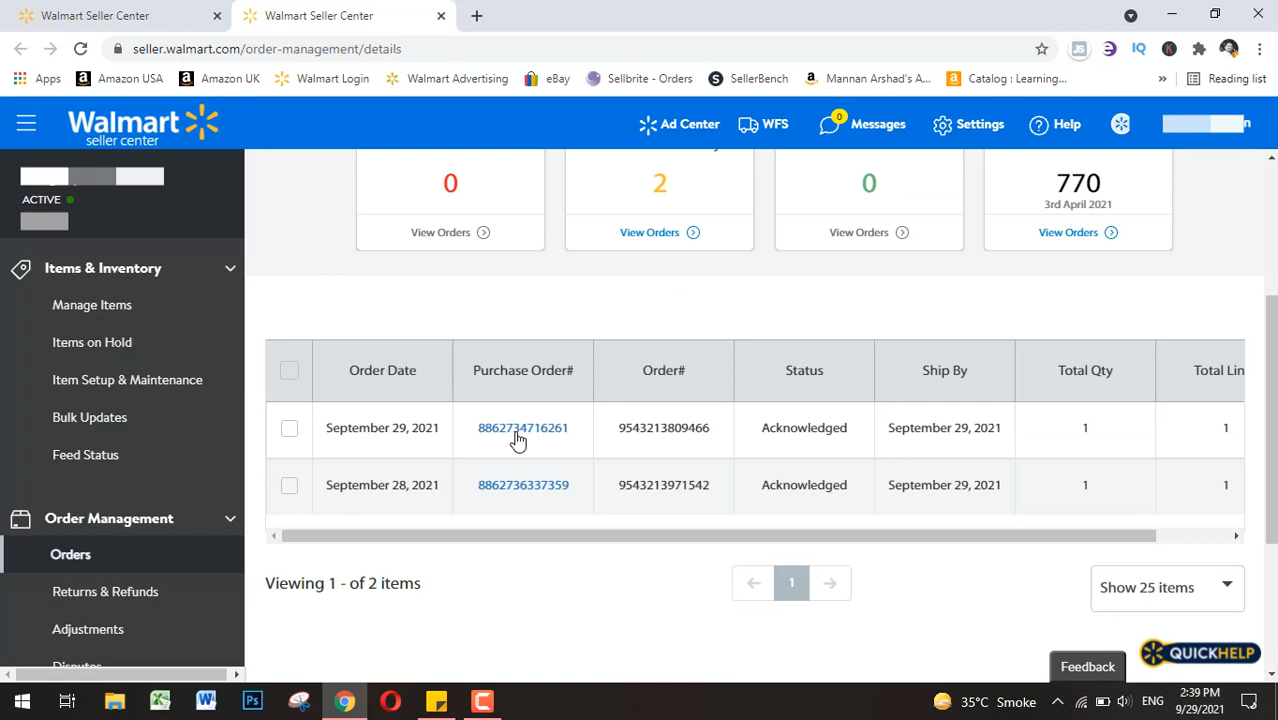 Walmart Seller Center
Walmart Seller Center
seller.walmart.com/order-management/details
JS
IQ
K
Apps
Amazon USA
Amazon UK
Walmart Login
Walmart Advertising
eBay
Sellbrite - Orders
SellerBench
Mannan Arshad's A...
Catalog : Learning...
»
Reading list
Walmart
seller center
Ad Center
WFS
0
Messages
Settings
Help
ACTIVE
0
2
0
770
3rd April 2021
View Orders
View Orders
View Orders
View Orders
Items & Inventory
Manage Items
Items on Hold
Item Setup & Maintenance
Bulk Updates
Feed Status
Order Management
Orders
Returns & Refunds
Adjustments
Disputes
Order Date Purchase Order# Order# Status Ship By Total Qty Total Lin
September 29, 2021 8862734716261 9543213809466 Acknowledged September 29, 2021 1 1
September 28, 2021 8862736337359 9543213971542 Acknowledged September 29, 2021 1 1
Viewing 1 - of 2 items
1
Show 25 items
QUICKHELP
Feedback
35°C Smoke
ENG
2:39 PM
9/29/2021